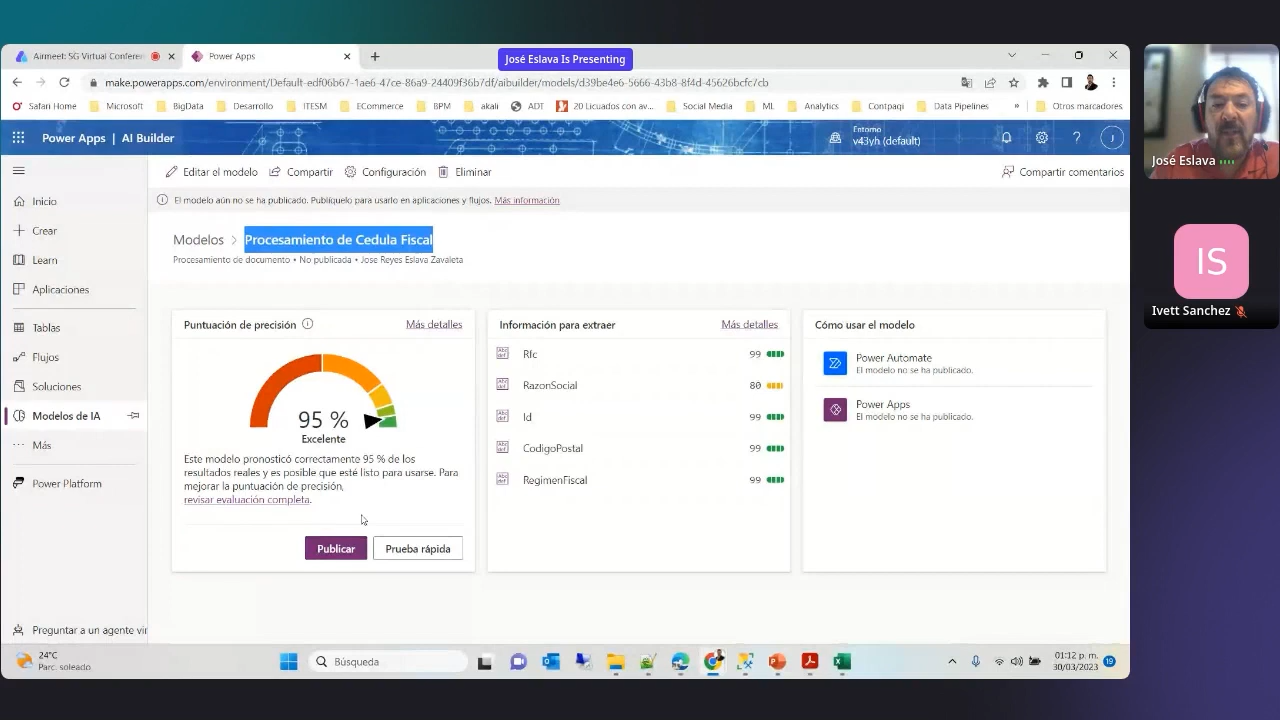 Airmeet: 5G Virtual Conferen
Power Apps
José Eslava Is Presenting
make.powerapps.com/environment/Default-edf06b67-1ae6-47ce-86a9-24409f36b7df/aibuilder/models/d39be4e6-5666-43b8-8f4d-45626bcfc7cb
Safari Home
Microsoft
BigData
Desarrollo
ITESM
ECommerce
BPM
akali
ADT
20 Licuados con av...
Social Media
ML
Analytics
Contpaqi
Data Pipelines
»
Otros marcadores
Power Apps | AI Builder
Entorno
v43yh (default)
?
J
Editar el modelo
Compartir
Configuración
Eliminar
Compartir comentarios
El modelo aún no se ha publicado. Publíquelo para usarlo en aplicaciones y flujos. Más información
Inicio
Crear
Learn
Aplicaciones
Tablas
Flujos
Soluciones
Modelos de IA
Más
Power Platform
Preguntar a un agente vir
Modelos > Procesamiento de Cedula Fiscal
Procesamiento de documento • No publicada • Jose Reyes Eslava Zavaleta
Puntuación de precisión
Más detalles
95 %
Excelente
Este modelo pronosticó correctamente 95 % de los
resultados reales y es posible que esté listo para usarse. Para
mejorar la puntuación de precisión,
revisar evaluación completa.
Publicar
Prueba rápida
Información para extraer
Más detalles
Rfc 99
RazonSocial 80
Id 99
CodigoPostal 99
RegimenFiscal 99
Cómo usar el modelo
Power Automate
El modelo no se ha publicado.
Power Apps
El modelo no se ha publicado.
24°C
Parc. soleado
Búsqueda
01:12 p. m.
30/03/2023
19
José Eslava
IS
Ivett Sanchez